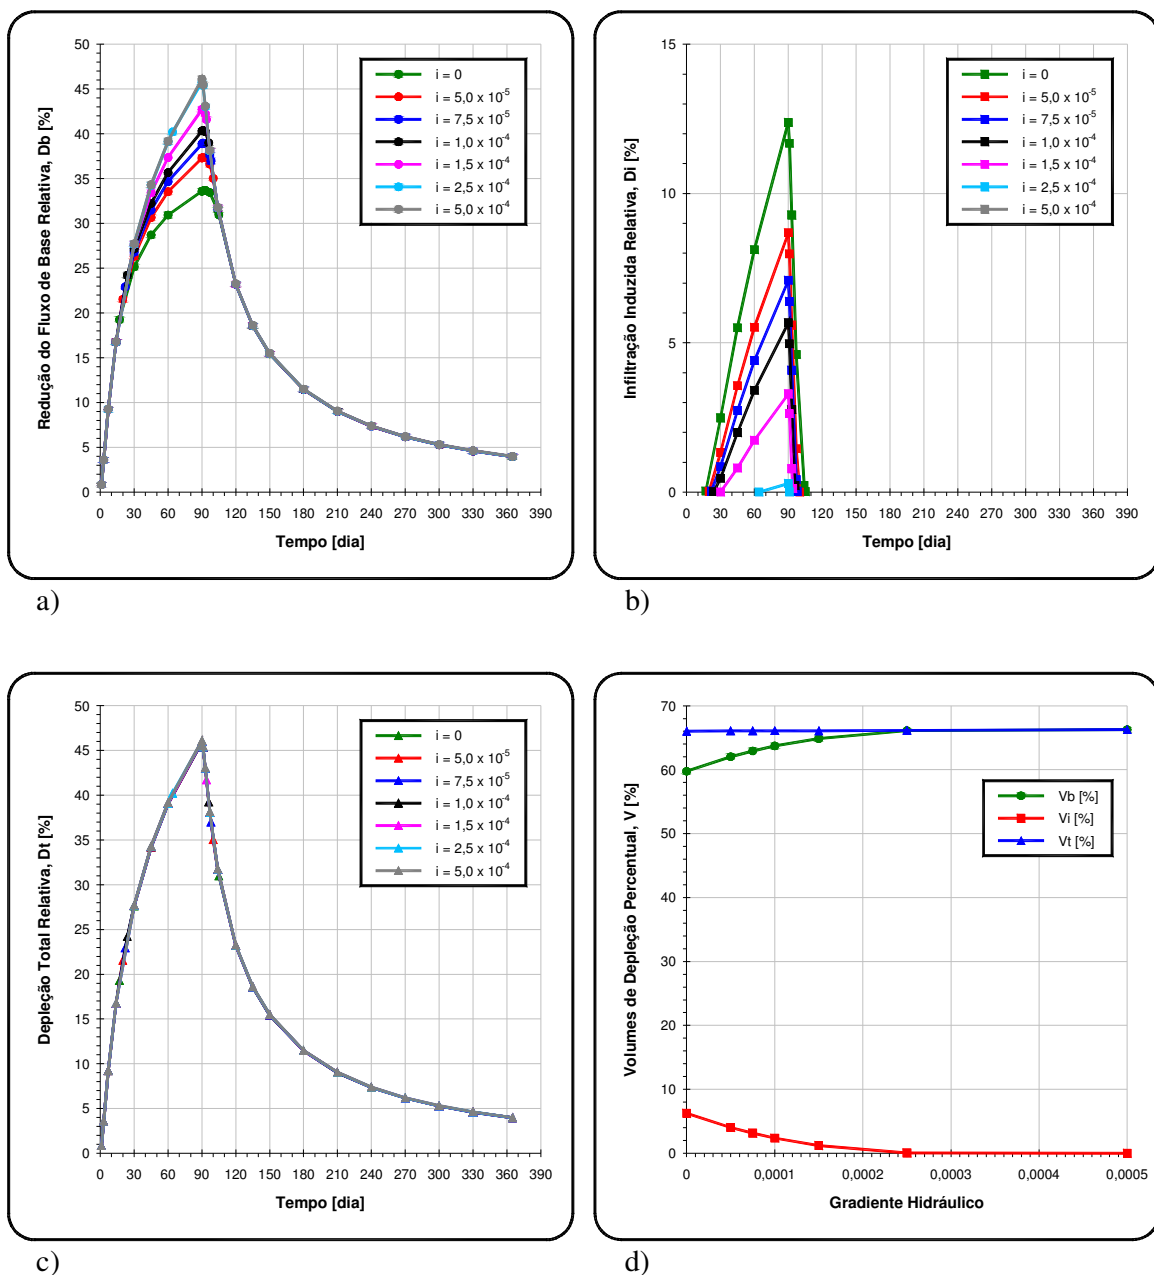 Redução do Fluxo de Base Relativa, Db [%]
50
45
40
35
30
25
20
15
10
5
0
0 30 60 90 120 150 180 210 240 270 300 330 360 390
Tempo [dia]
i = 0
i = 5,0 x 10⁻⁵
i = 7,5 x 10⁻⁵
i = 1,0 x 10⁻⁴
i = 1,5 x 10⁻⁴
i = 2,5 x 10⁻⁴
i = 5,0 x 10⁻⁴
a)
Infiltração Induzida Relativa, Di [%]
15
10
5
0
0 30 60 90 120 150 180 210 240 270 300 330 360 390
Tempo [dia]
i = 0
i = 5,0 x 10⁻⁵
i = 7,5 x 10⁻⁵
i = 1,0 x 10⁻⁴
i = 1,5 x 10⁻⁴
i = 2,5 x 10⁻⁴
i = 5,0 x 10⁻⁴
b)
Depleção Total Relativa, Dt [%]
50
45
40
35
30
25
20
15
10
5
0
0 30 60 90 120 150 180 210 240 270 300 330 360 390
Tempo [dia]
i = 0
i = 5,0 x 10⁻⁵
i = 7,5 x 10⁻⁵
i = 1,0 x 10⁻⁴
i = 1,5 x 10⁻⁴
i = 2,5 x 10⁻⁴
i = 5,0 x 10⁻⁴
c)
Volumes de Depleção Percentual, V [%]
70
60
50
40
30
20
10
0
0 0,0001 0,0002 0,0003 0,0004 0,0005
Gradiente Hidráulico
Vb [%]
Vi [%]
Vt [%]
d)